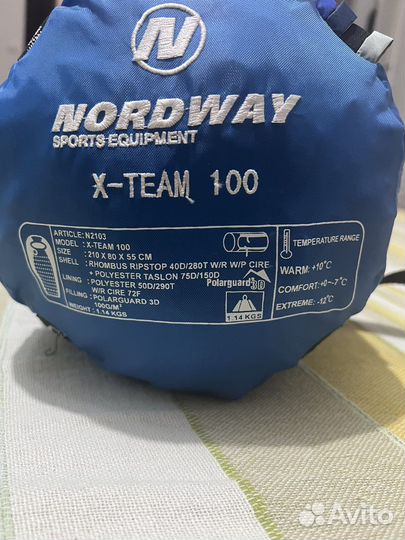 N
NORDWAY
SPORTS EQUIPMENT
X-TEAM 100
ARTICLE: N2103
MODEL : X-TEAM 100
SIZE : 210 X 80 X 55 CM
SHELL : RHOMBUS RIPSTOP 40D/280T W/R W/P CIRE
+ POLYESTER TASLON 75D/150D
LINING : POLYESTER 50D/290T
W/R CIRE 72F
FILLING : POLARGUARD 3D
100G/M²
WEIGHT : 1.14 KGS
Polarguard 3D
1.14 KGS
TEMPERATURE RANGE
WARM: +10°C
COMFORT: +0~-7°C
EXTREME: -12°C
Avito